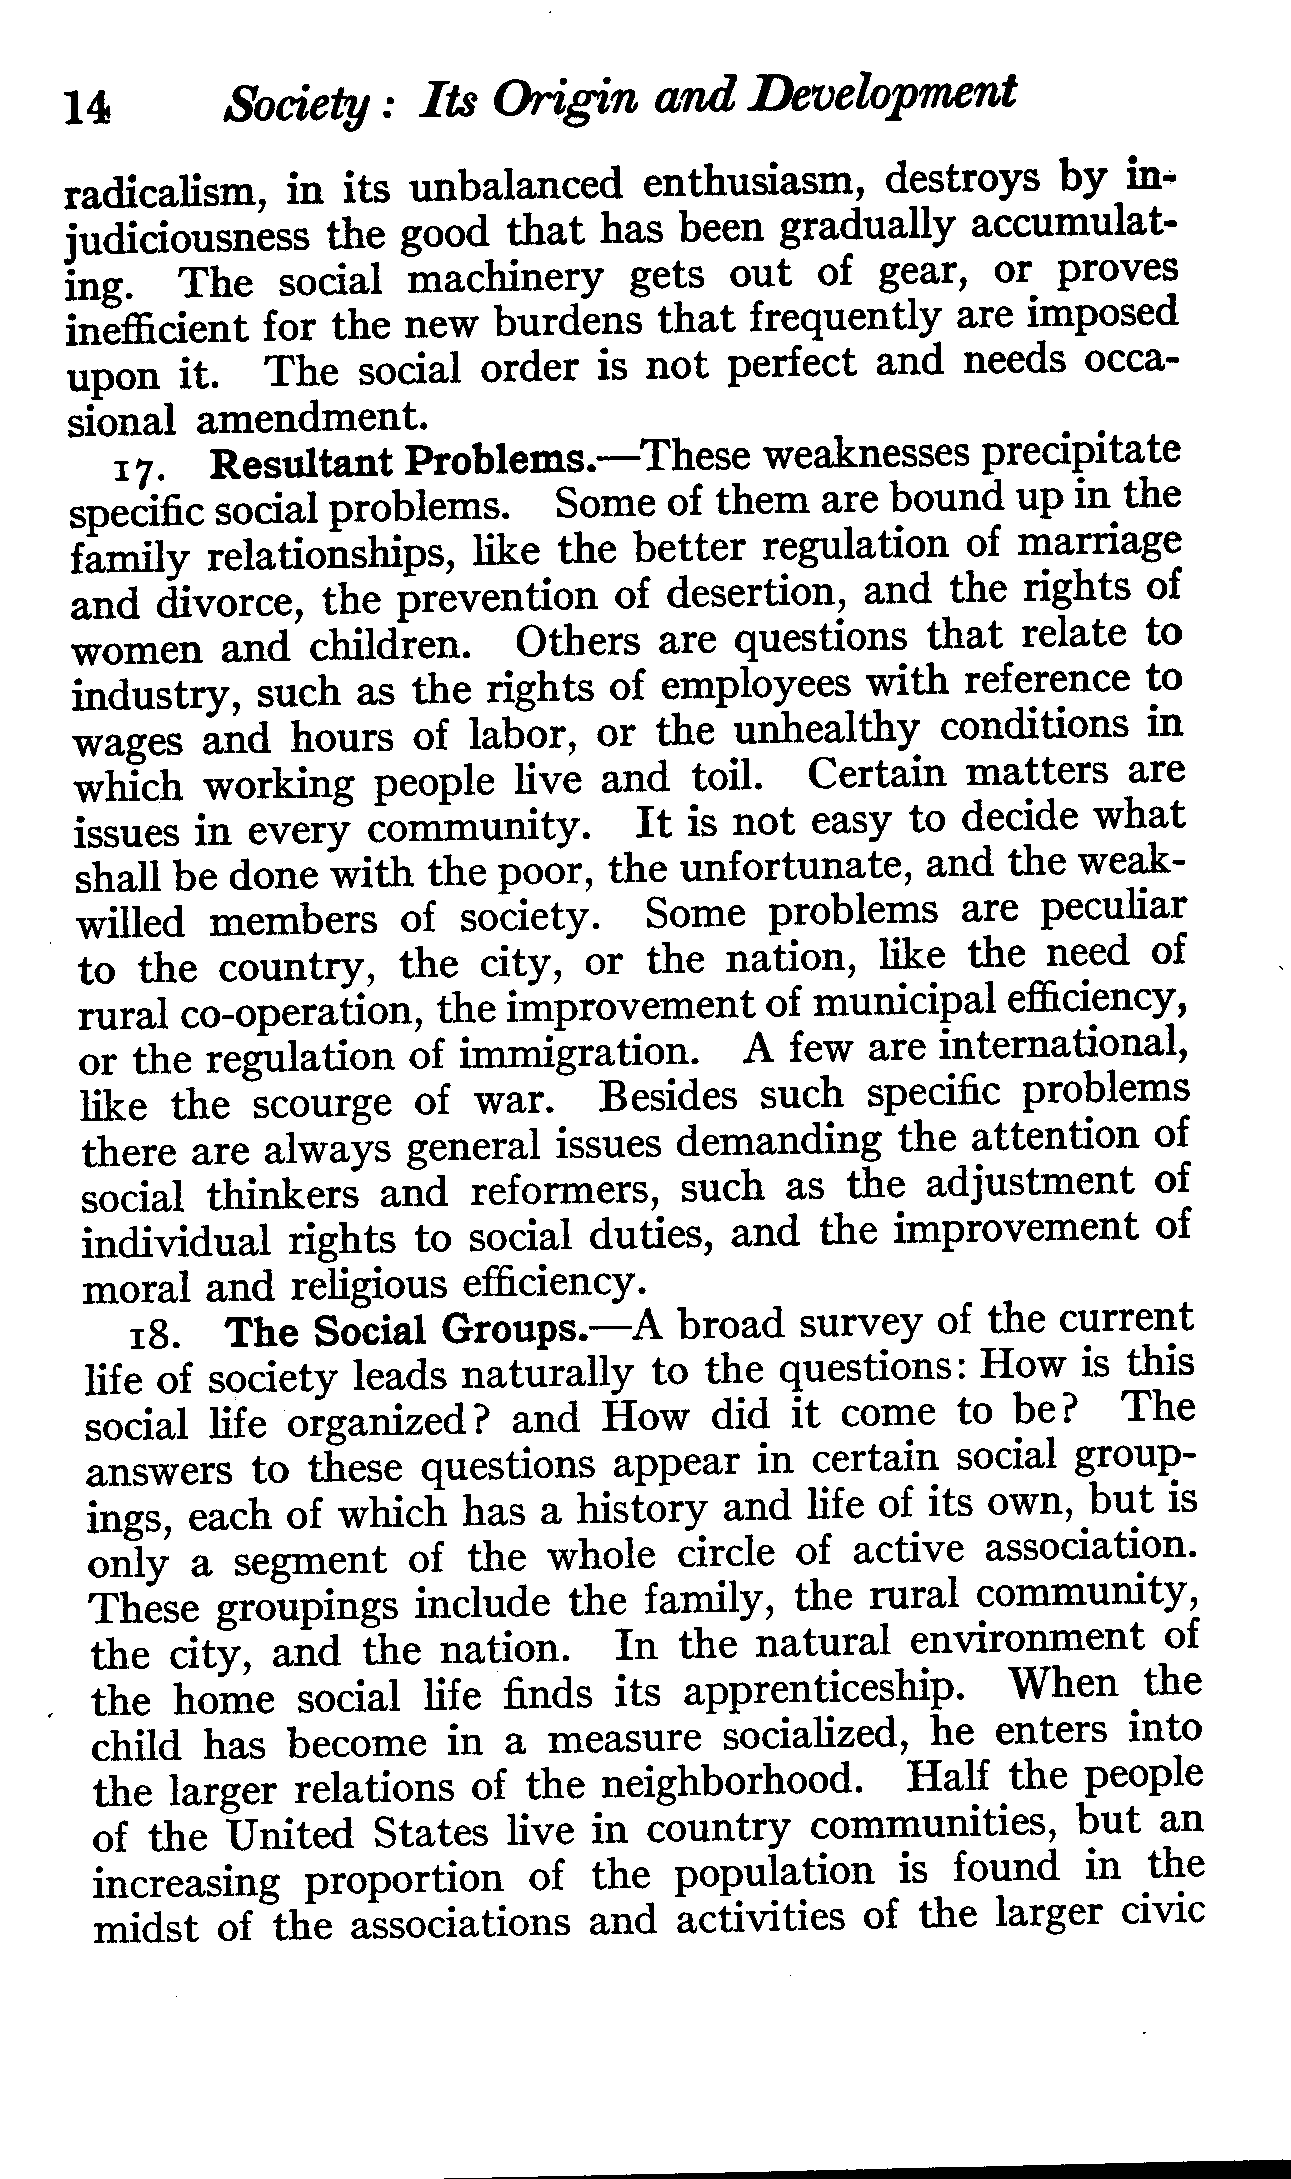 14 Society: Its Origin and Development
radicalism, in its unbalanced enthusiasm, destroys by in-
judiciousness the good that has been gradually accumulat-
ing. The social machinery gets out of gear, or proves
inefficient for the new burdens that frequently are imposed
upon it. The social order is not perfect and needs occa-
sional amendment.
17. Resultant Problems.—These weaknesses precipitate
specific social problems. Some of them are bound up in the
family relationships, like the better regulation of marriage
and divorce, the prevention of desertion, and the rights of
women and children. Others are questions that relate to
industry, such as the rights of employees with reference to
wages and hours of labor, or the unhealthy conditions in
which working people live and toil. Certain matters are
issues in every community. It is not easy to decide what
shall be done with the poor, the unfortunate, and the weak-
willed members of society. Some problems are peculiar
to the country, the city, or the nation, like the need of
rural co-operation, the improvement of municipal efficiency,
or the regulation of immigration. A few are international,
like the scourge of war. Besides such specific problems
there are always general issues demanding the attention of
social thinkers and reformers, such as the adjustment of
individual rights to social duties, and the improvement of
moral and religious efficiency.
18. The Social Groups.—A broad survey of the current
life of society leads naturally to the questions: How is this
social life organized? and How did it come to be? The
answers to these questions appear in certain social group-
ings, each of which has a history and life of its own, but is
only a segment of the whole circle of active association.
These groupings include the family, the rural community,
the city, and the nation. In the natural environment of
the home social life finds its apprenticeship. When the
child has become in a measure socialized, he enters into
the larger relations of the neighborhood. Half the people
of the United States live in country communities, but an
increasing proportion of the population is found in the
midst of the associations and activities of the larger civic